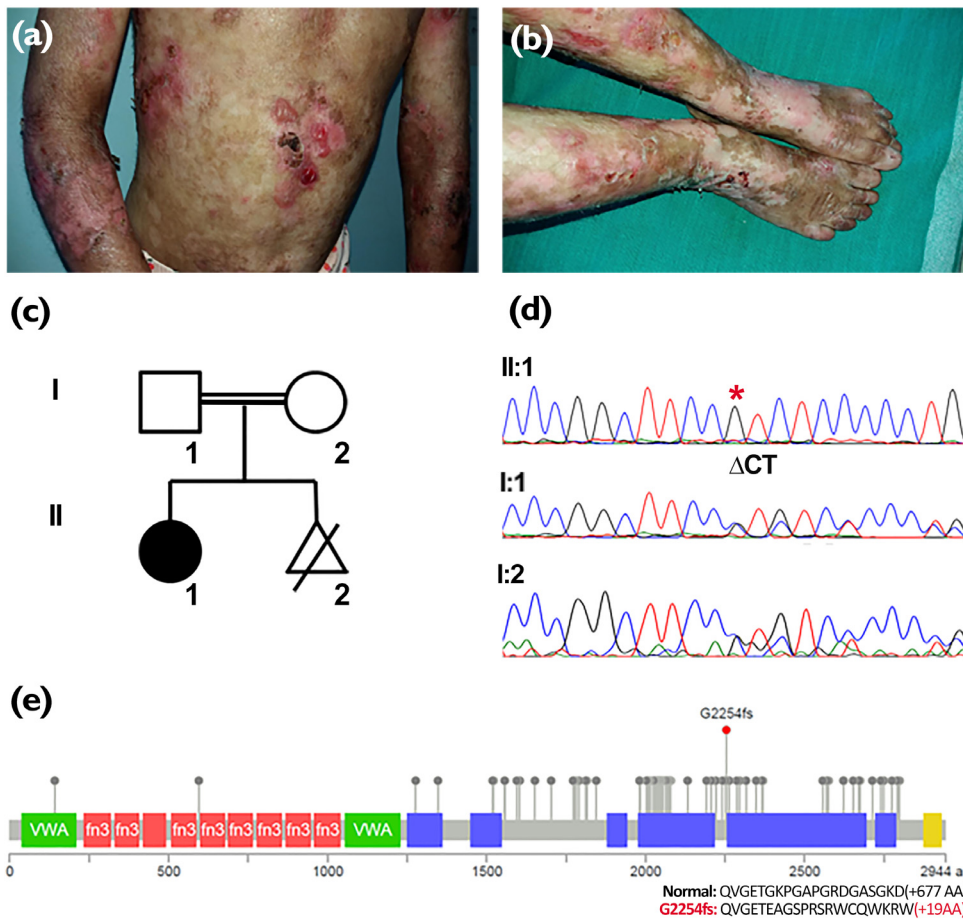 (a)
(b)
(c)
(d)
I
1
2
II
1
2
II:1
*
ΔCT
I:1
I:2
(e)
G2254fs
VWA
fn3
fn3
fn3
fn3
fn3
fn3
fn3
fn3
VWA
0
500
1000
1500
2000
2500
2944 a
Normal: QVGETGKPGAPGRDGASGKD(+677 AA
G2254fs: QVGETEAGSPRSRWCQWKRW(+19AA)